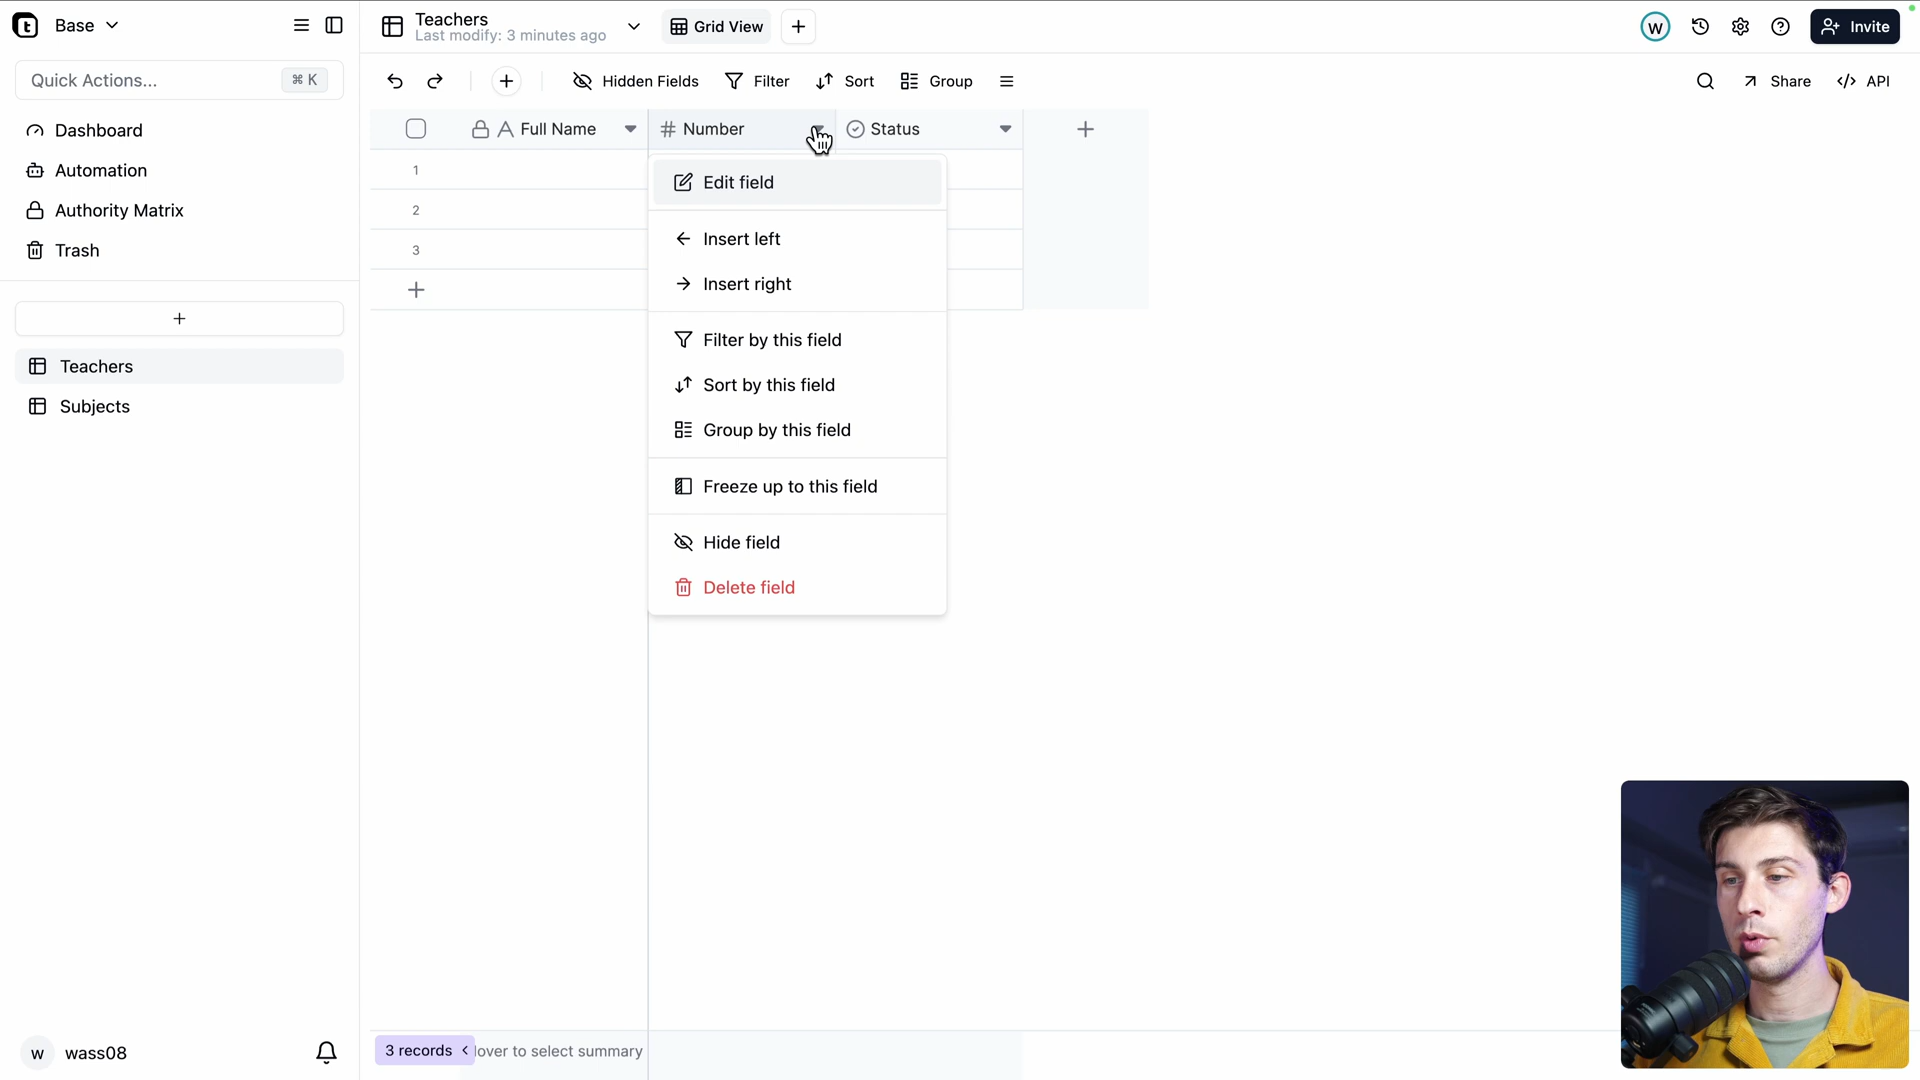 Base
Quick Actions...
⌘ K
Dashboard
Automation
Authority Matrix
Trash
Teachers
Subjects
W
wass08
Teachers
Last modify: 3 minutes ago
Grid View
W
Invite
Hidden Fields
Filter
Sort
Group
Share
API
Full Name
Number
Status
1
2
3
Edit field
Insert left
Insert right
Filter by this field
Sort by this field
Group by this field
Freeze up to this field
Hide field
Delete field
3 records
over to select summary